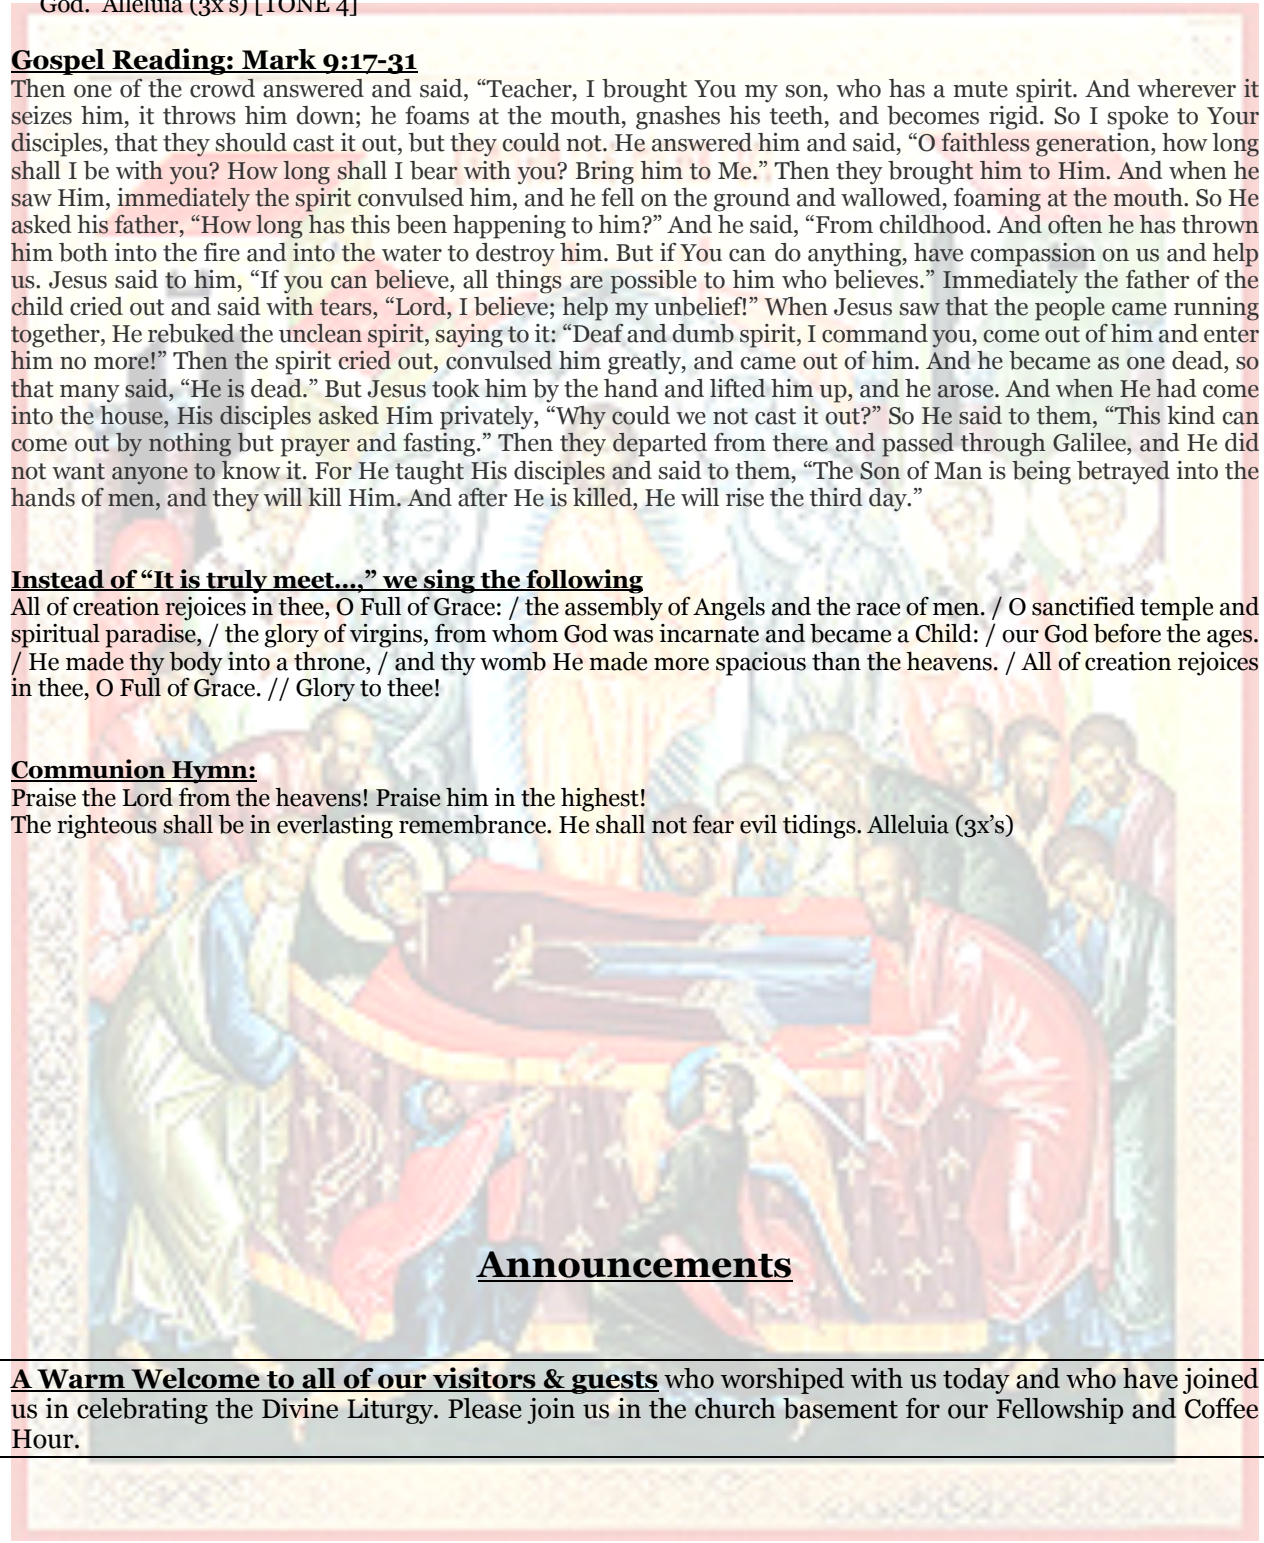 God. Alleluia (3x's) [TONE 4]
Gospel Reading: Mark 9:17-31
Then one of the crowd answered and said, “Teacher, I brought You my son, who has a mute spirit. And wherever it
seizes him, it throws him down; he foams at the mouth, gnashes his teeth, and becomes rigid. So I spoke to Your
disciples, that they should cast it out, but they could not. He answered him and said, “O faithless generation, how long
shall I be with you? How long shall I bear with you? Bring him to Me.” Then they brought him to Him. And when he
saw Him, immediately the spirit convulsed him, and he fell on the ground and wallowed, foaming at the mouth. So He
asked his father, “How long has this been happening to him?” And he said, “From childhood. And often he has thrown
him both into the fire and into the water to destroy him. But if You can do anything, have compassion on us and help
us. Jesus said to him, “If you can believe, all things are possible to him who believes.” Immediately the father of the
child cried out and said with tears, “Lord, I believe; help my unbelief!” When Jesus saw that the people came running
together, He rebuked the unclean spirit, saying to it: “Deaf and dumb spirit, I command you, come out of him and enter
him no more!” Then the spirit cried out, convulsed him greatly, and came out of him. And he became as one dead, so
that many said, “He is dead.” But Jesus took him by the hand and lifted him up, and he arose. And when He had come
into the house, His disciples asked Him privately, “Why could we not cast it out?” So He said to them, “This kind can
come out by nothing but prayer and fasting.” Then they departed from there and passed through Galilee, and He did
not want anyone to know it. For He taught His disciples and said to them, “The Son of Man is being betrayed into the
hands of men, and they will kill Him. And after He is killed, He will rise the third day.”
Instead of “It is truly meet…,” we sing the following
All of creation rejoices in thee, O Full of Grace: / the assembly of Angels and the race of men. / O sanctified temple and
spiritual paradise, / the glory of virgins, from whom God was incarnate and became a Child: / our God before the ages.
/ He made thy body into a throne, / and thy womb He made more spacious than the heavens. / All of creation rejoices
in thee, O Full of Grace. // Glory to thee!
Communion Hymn:
Praise the Lord from the heavens! Praise him in the highest!
The righteous shall be in everlasting remembrance. He shall not fear evil tidings. Alleluia (3x’s)
Announcements
A Warm Welcome to all of our visitors & guests who worshiped with us today and who have joined
us in celebrating the Divine Liturgy. Please join us in the church basement for our Fellowship and Coffee
Hour.